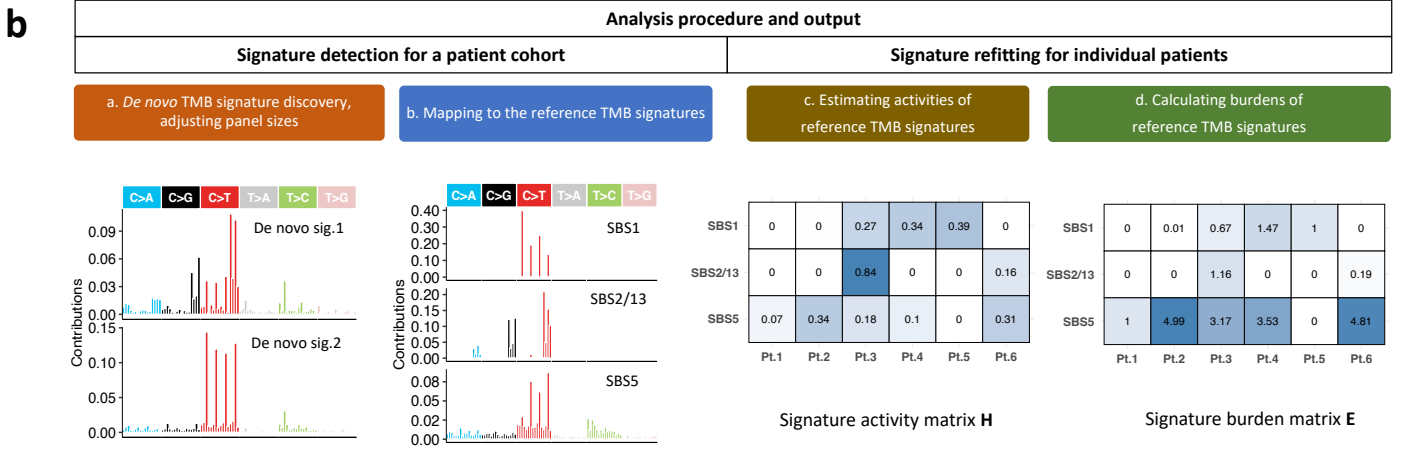 b
Analysis procedure and output
Signature detection for a patient cohort
Signature refitting for individual patients
a. De novo TMB signature discovery,
adjusting panel sizes
b. Mapping to the reference TMB signatures
c. Estimating activities of
reference TMB signatures
d. Calculating burdens of
reference TMB signatures
C>A C>G C>T T>A T>C T>G
De novo sig.1
0.09
0.06
0.03
0.00
De novo sig.2
0.15
0.10
0.05
0.00
Contributions
C>A C>G C>T T>A T>C T>G
SBS1
0.40
0.30
0.20
0.10
0.00
SBS2/13
0.20
0.15
0.10
0.05
0.00
SBS5
0.08
0.05
0.02
0.00
Contributions
SBS1 0 0 0.27 0.34 0.39 0
SBS2/13 0 0 0.84 0 0 0.16
SBS5 0.07 0.34 0.18 0.1 0 0.31
Pt.1 Pt.2 Pt.3 Pt.4 Pt.5 Pt.6
Signature activity matrix H
SBS1 0 0.01 0.67 1.47 1 0
SBS2/13 0 0 1.16 0 0 0.19
SBS5 1 4.99 3.17 3.53 0 4.81
Pt.1 Pt.2 Pt.3 Pt.4 Pt.5 Pt.6
Signature burden matrix E